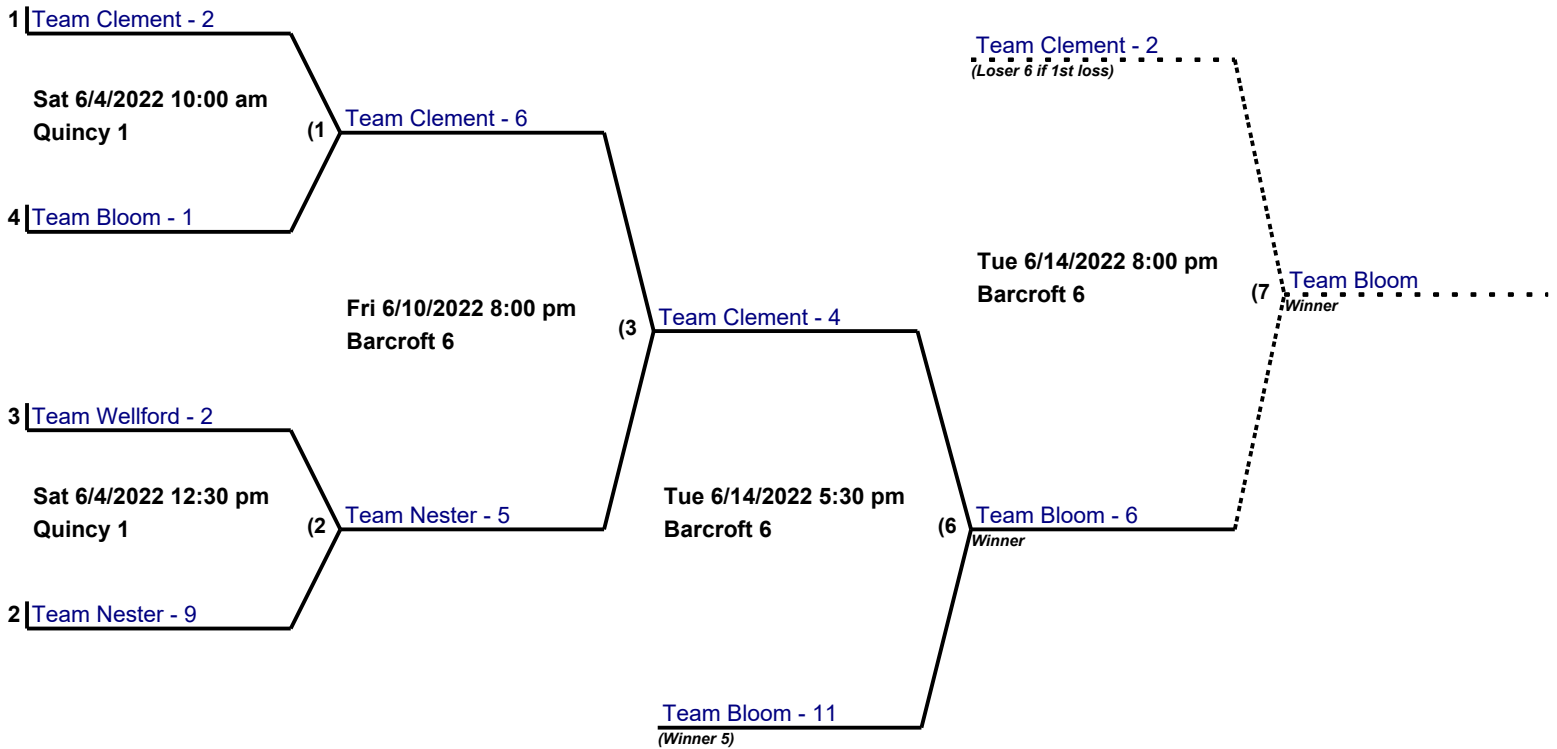 1 Team Clement - 2
Sat 6/4/2022 10:00 am
Quincy 1
(1
4 Team Bloom - 1
Team Clement - 6
Fri 6/10/2022 8:00 pm
Barcroft 6
(3
3 Team Wellford - 2
Sat 6/4/2022 12:30 pm
Quincy 1
(2
2 Team Nester - 9
Team Nester - 5
Team Clement - 4
Tue 6/14/2022 5:30 pm
Barcroft 6
(6
Team Bloom - 11
(Winner 5)
Team Clement - 2
(Loser 6 if 1st loss)
Tue 6/14/2022 8:00 pm
Barcroft 6
(7
Team Bloom - 6
Winner
Team Bloom
Winner